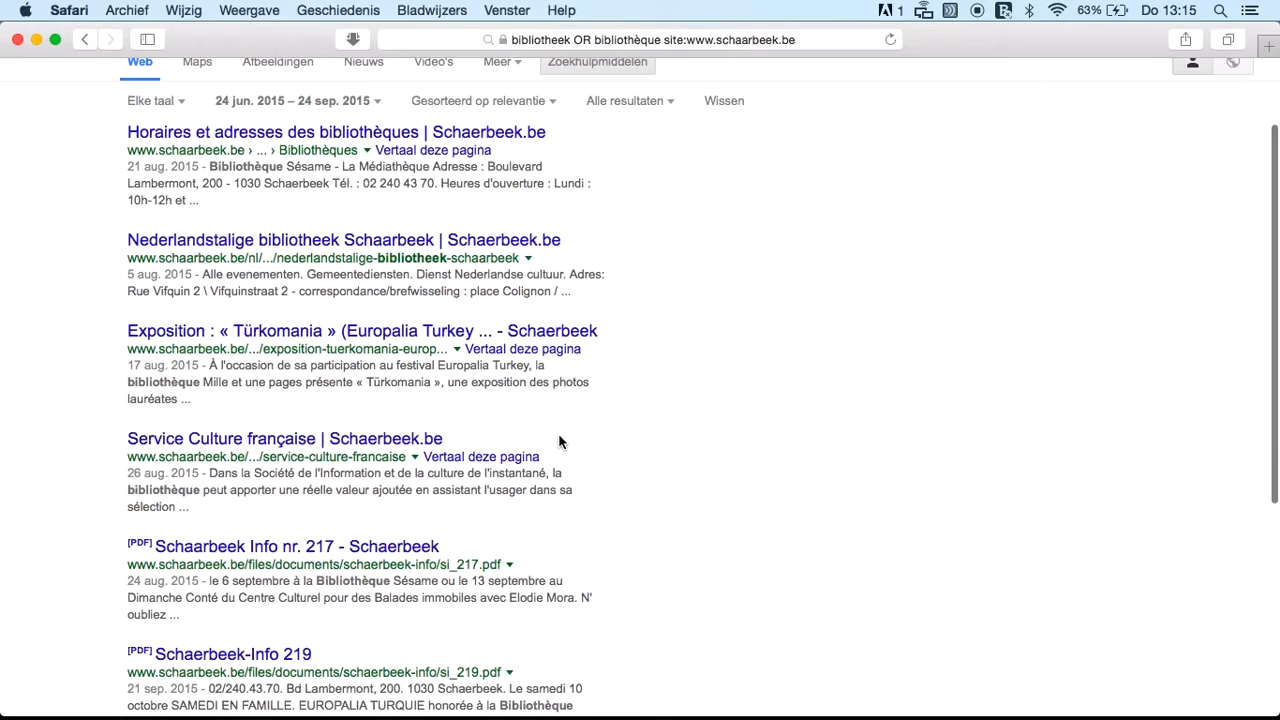 Safari Archief Wijzig Weergave Geschiedenis Bladwijzers Venster Help 1 63% Do 13:15
bibliotheek OR bibliothèque site:www.schaarbeek.be
Web Maps Afbeeldingen Nieuws Video's Meer Zoekhulpmiddelen
Elke taal 24 jun. 2015 – 24 sep. 2015 Gesorteerd op relevantie Alle resultaten Wissen
Horaires et adresses des bibliothèques | Schaerbeek.be
www.schaarbeek.be › ... › Bibliothèques Vertaal deze pagina
21 aug. 2015 - Bibliothèque Sésame - La Médiathèque Adresse : Boulevard
Lambermont, 200 - 1030 Schaerbeek Tél. : 02 240 43 70. Heures d'ouverture : Lundi :
10h-12h et ...
Nederlandstalige bibliotheek Schaarbeek | Schaerbeek.be
www.schaarbeek.be/nl/.../nederlandstalige-bibliotheek-schaarbeek
5 aug. 2015 - Alle evenementen. Gemeentediensten. Dienst Nederlandse cultuur. Adres:
Rue Vifquin 2 \ Vifquinstraat 2 - correspondance/brefwisseling : place Colignon / ...
Exposition : « Türkomania » (Europalia Turkey ... - Schaerbeek
www.schaarbeek.be/.../exposition-tuerkomania-europ... Vertaal deze pagina
17 aug. 2015 - À l'occasion de sa participation au festival Europalia Turkey, la
bibliothèque Mille et une pages présente « Türkomania », une exposition des photos
lauréates ...
Service Culture française | Schaerbeek.be
www.schaarbeek.be/.../service-culture-francaise Vertaal deze pagina
26 aug. 2015 - Dans la Société de l'Information et de la culture de l'instantané, la
bibliothèque peut apporter une réelle valeur ajoutée en assistant l'usager dans sa
sélection ...
[PDF] Schaarbeek Info nr. 217 - Schaerbeek
www.schaarbeek.be/files/documents/schaerbeek-info/si_217.pdf
24 aug. 2015 - le 6 septembre à la Bibliothèque Sésame ou le 13 septembre au
Dimanche Conté du Centre Culturel pour des Balades immobiles avec Elodie Mora. N'
oubliez ...
[PDF] Schaerbeek-Info 219
www.schaarbeek.be/files/documents/schaerbeek-info/si_219.pdf
21 sep. 2015 - 02/240.43.70. Bd Lambermont, 200. 1030 Schaerbeek. Le samedi 10
octobre SAMEDI EN FAMILLE. EUROPALIA TURQUIE honorée à la Bibliothèque